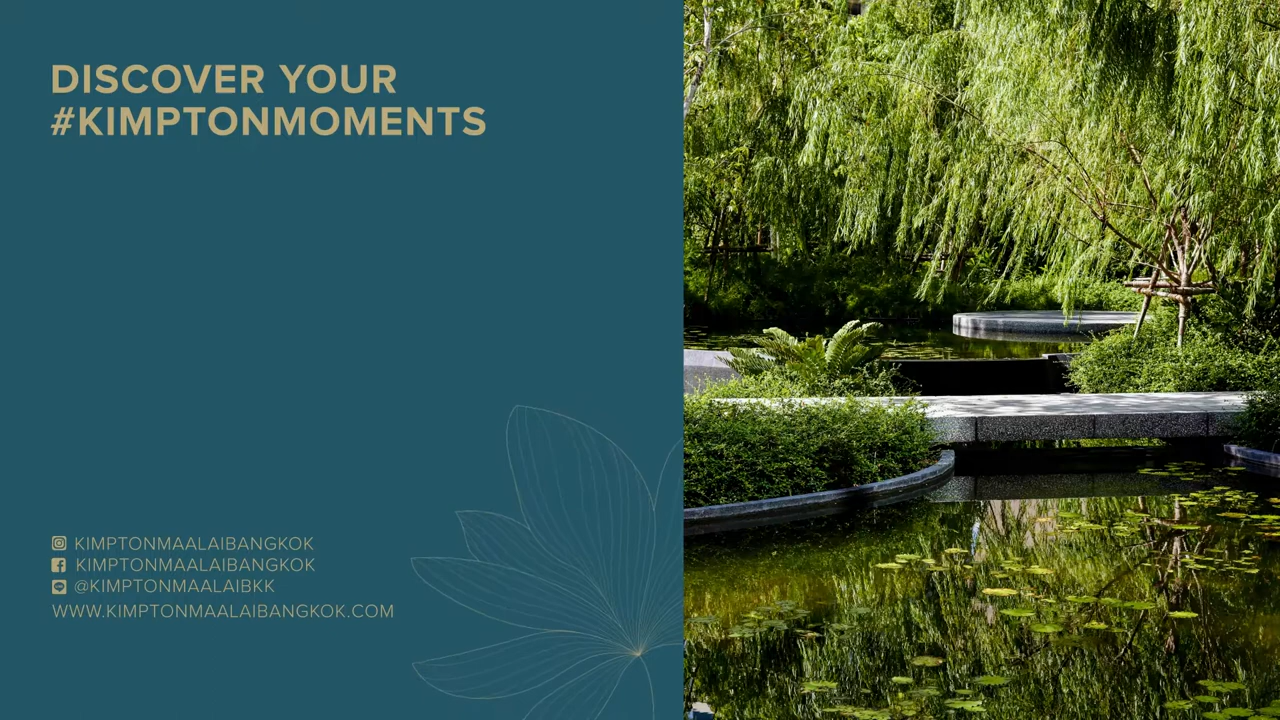 DISCOVER YOUR
#KIMPTONMOMENTS
KIMPTONMAALAIBANGKOK
KIMPTONMAALAIBANGKOK
@KIMPTONMAALAIBKK
WWW.KIMPTONMAALAIBANGKOK.COM